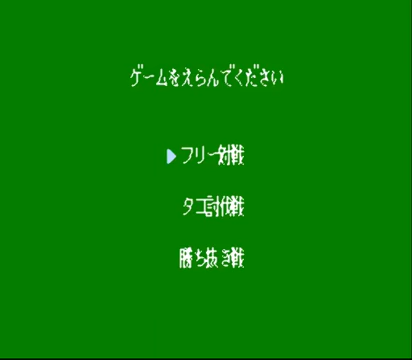 ゲームをえらんでください
フリー対戦
タコ討伐戦
勝ち抜き戦